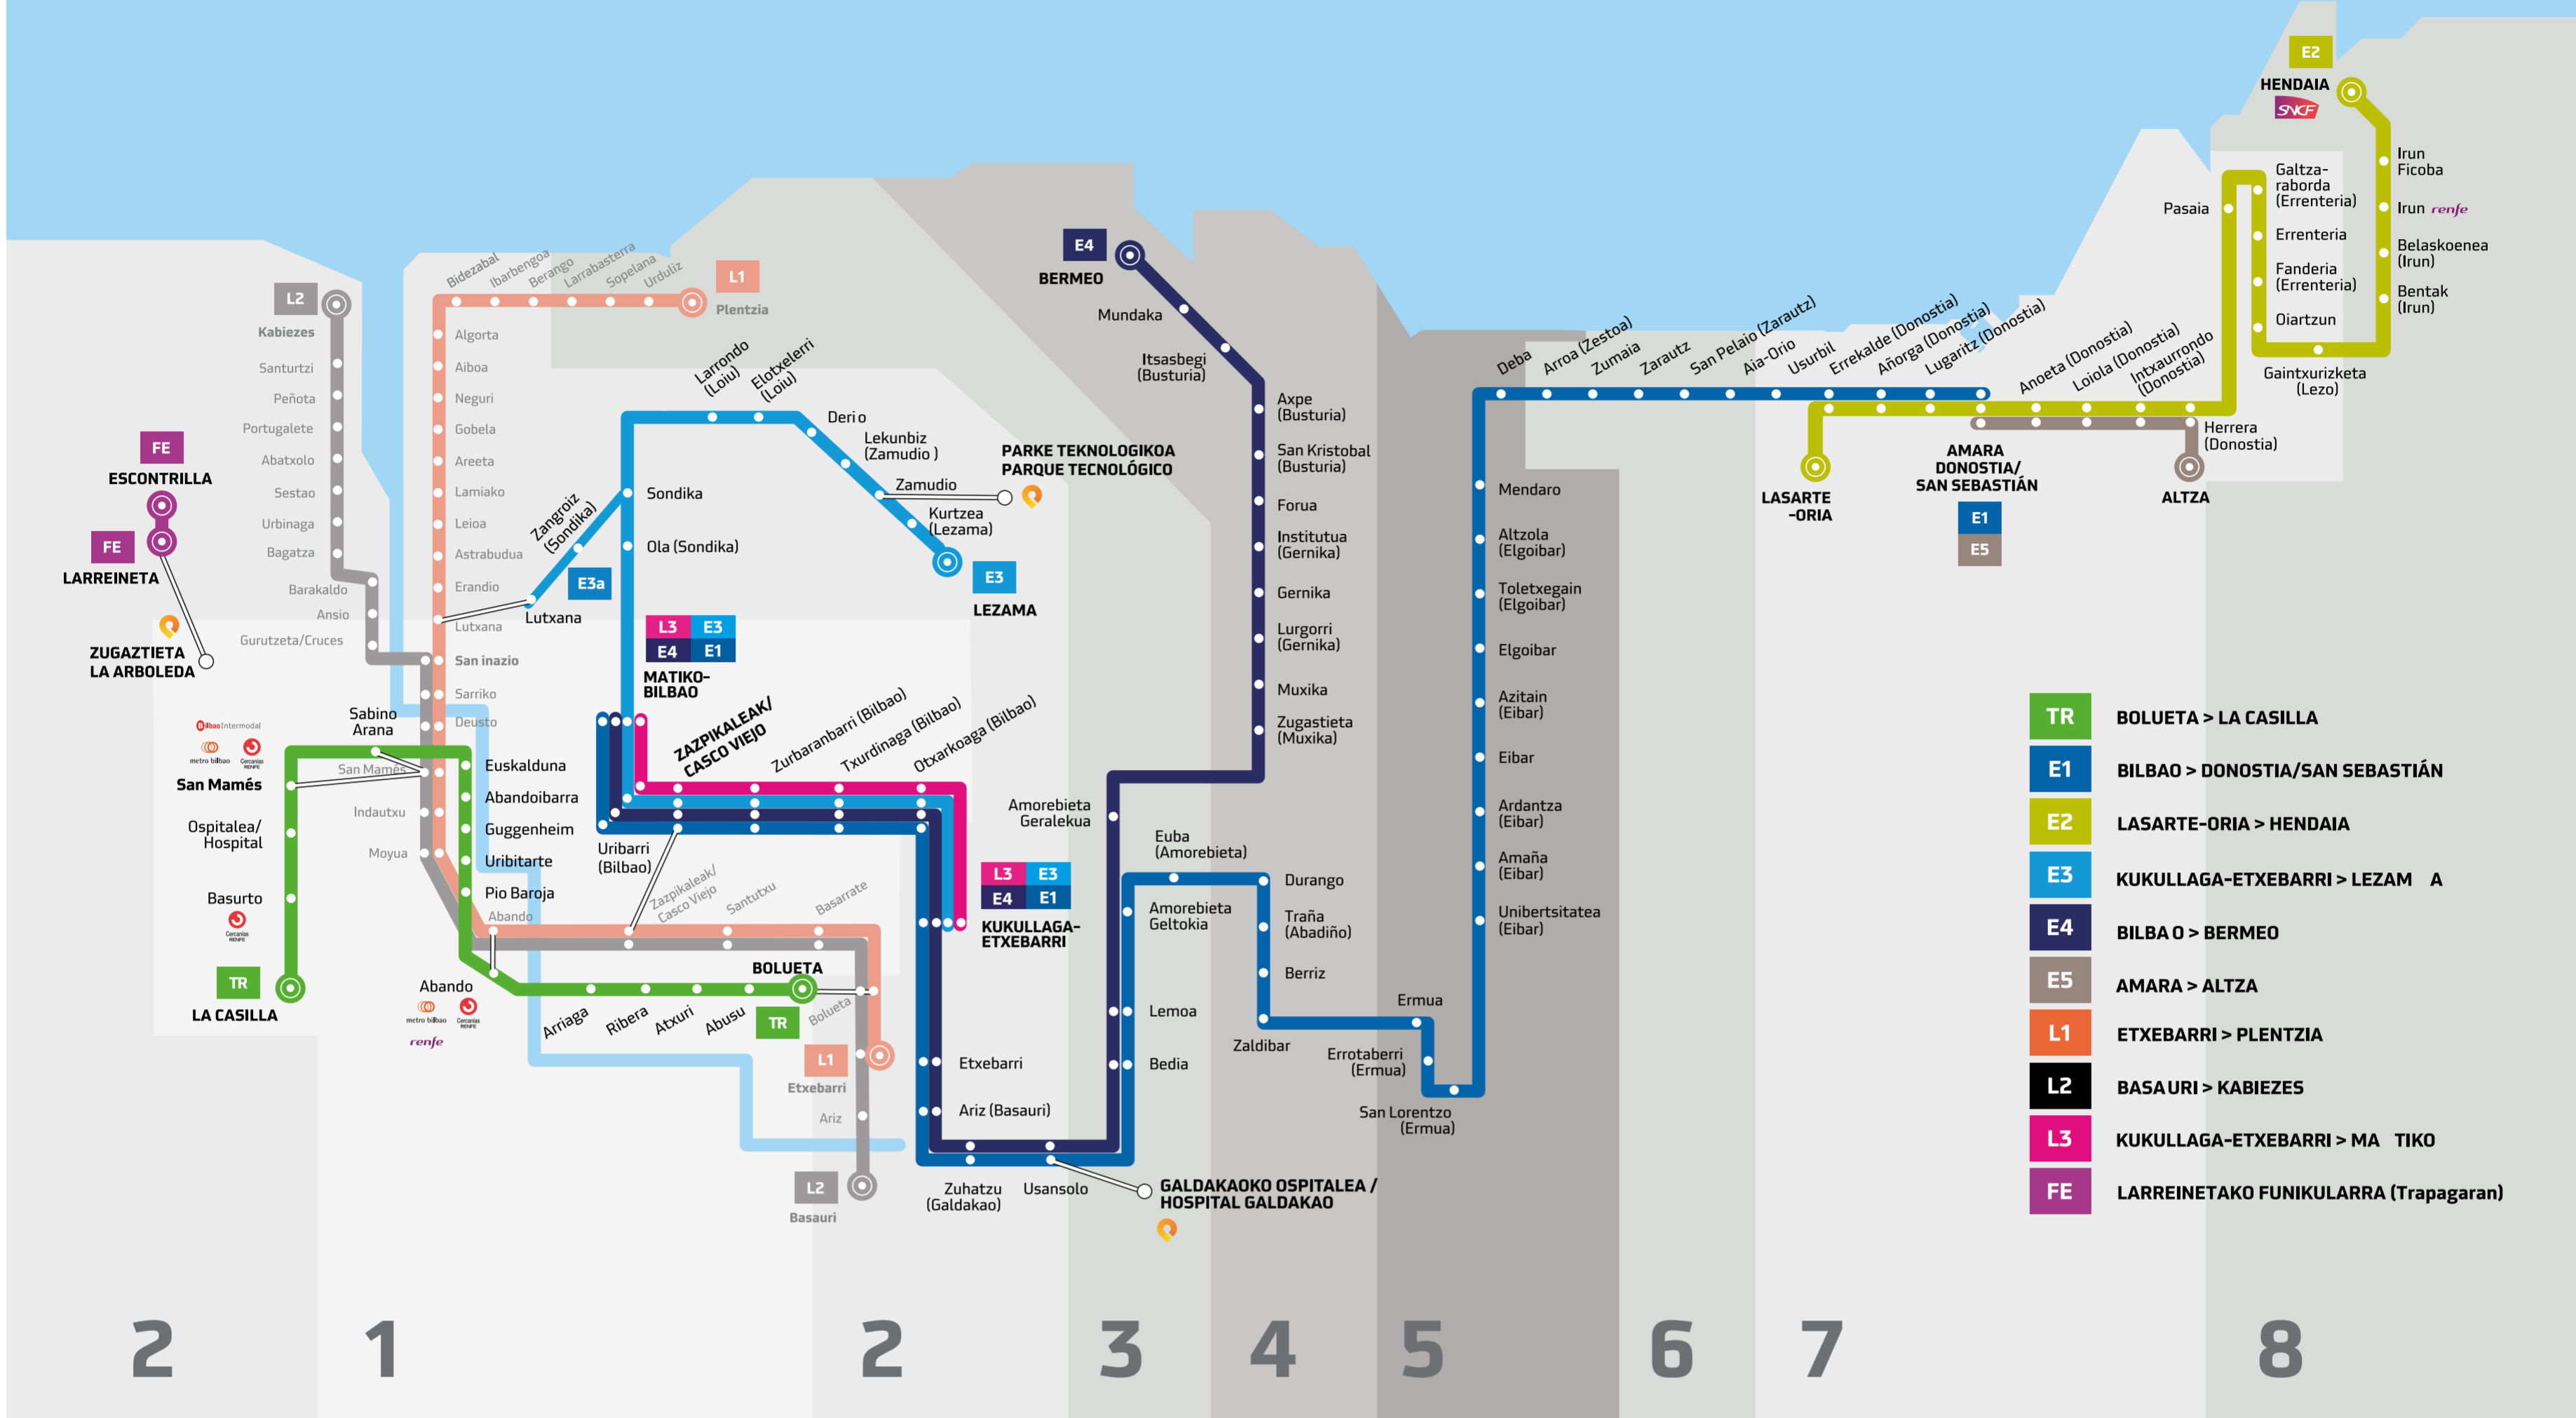 E2
HENDAIA
SNCF
Irun
Ficoba
Irun renfe
Belaskoenea
(Irun)
Bentak
(Irun)
Galtza-
raborda
(Errenteria)
Errenteria
Fanderia
(Errenteria)
Oiartzun
Gaintxurizketa
(Lezo)
Pasaia
Herrera
(Donostia)
ALTZA
Intxaurrondo
(Donostia)
Loiola (Donostia)
Anoeta (Donostia)
AMARA
DONOSTIA/
SAN SEBASTIÁN
E1
E5
LASARTE
-ORIA
Lugaritz (Donostia)
Añorga (Donostia)
Errekalde (Donostia)
Usurbil
Aia-Orio
San Pelaio (Zarautz)
Zarautz
Zumaia
Arroa (Zestoa)
Deba
Mendaro
Altzola
(Elgoibar)
Toletxegain
(Elgoibar)
Elgoibar
Azitain
(Eibar)
Eibar
Ardantza
(Eibar)
Amaña
(Eibar)
Unibertsitatea
(Eibar)
Ermua
Errotaberri
(Ermua)
San Lorentzo
(Ermua)
Zaldibar
Berriz
Traña
(Abadiño)
Durango
Euba
(Amorebieta)
Amorebieta
Geltokia
Lemoa
Bedia
E4
BERMEO
Mundaka
Itsasbegi
(Busturia)
Axpe
(Busturia)
San Kristobal
(Busturia)
Forua
Institutua
(Gernika)
Gernika
Lurgorri
(Gernika)
Muxika
Zugastieta
(Muxika)
Amorebieta
Geralekua
GALDAKAOKO OSPITALEA /
HOSPITAL GALDAKAO
Usansolo
Zuhatzu
(Galdakao)
Ariz (Basauri)
Etxebarri
L3 E3
E4 E1
KUKULLAGA-
ETXEBARRI
Otxarkoaga (Bilbao)
Txurdinaga (Bilbao)
Zurbaranbarri (Bilbao)
ZAZPIKALEAK/
CASCO VIEJO
Uribarri
(Bilbao)
L3 E3
E4 E1
MATIKO-
BILBAO
Ola (Sondika)
Sondika
E3a
Zangroiz
(Sondika)
Lutxana
Larrondo
(Loiu)
Elotxelerri
(Loiu)
Derio
Lekunbiz
(Zamudio )
Zamudio
PARKE TEKNOLOGIKOA
PARQUE TECNOLÓGICO
Kurtzea
(Lezama)
E3
LEZAMA
L1
Plentzia
Urduliz
Sopelana
Larrabasterra
Berango
Ibarbengoa
Bidezabal
Algorta
Aiboa
Neguri
Gobela
Areeta
Lamiako
Leioa
Astrabudua
Erandio
Lutxana
San inazio
Sarriko
Deusto
San Mamés
Indautxu
Moyua
Abando
Zazpikaleak/
Casco Viejo
Santutxu
Basarrate
Bolueta
L1
Etxebarri
Ariz
L2
Basauri
L2
Kabiezes
Santurtzi
Peñota
Portugalete
Abatxolo
Sestao
Urbinaga
Bagatza
Barakaldo
Ansio
Gurutzeta/Cruces
FE
ESCONTRILLA
FE
LARREINETA
ZUGAZTIETA
LA ARBOLEDA
Sabino
Arana
Bilbao Intermodal
metro bilbao
Cercanías
RENFE
San Mamés
Ospitalea/
Hospital
Basurto
Cercanías
RENFE
TR
LA CASILLA
Euskalduna
Abandoibarra
Guggenheim
Uribitarte
Pio Baroja
Abando
metro bilbao
Cercanías
RENFE
renfe
Arriaga
Ribera
Atxuri
Abusu
BOLUETA
TR
TR BOLUETA > LA CASILLA
E1 BILBAO > DONOSTIA/SAN SEBASTIÁN
E2 LASARTE-ORIA > HENDAIA
E3 KUKULLAGA-ETXEBARRI > LEZAM A
E4 BILBA O > BERMEO
E5 AMARA > ALTZA
L1 ETXEBARRI > PLENTZIA
L2 BASAURI > KABIEZES
L3 KUKULLAGA-ETXEBARRI > MA TIKO
FE LARREINETAKO FUNIKULARRA (Trapagaran)
2
1
2
3
4
5
6
7
8